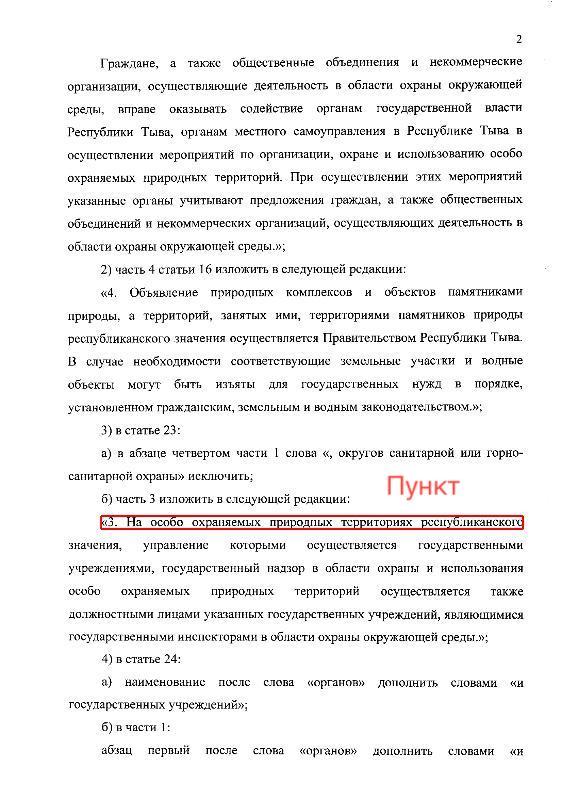 2
Граждане, а также общественные объединения и некоммерческие
организации, осуществляющие деятельность в области охраны окружающей
среды, вправе оказывать содействие органам государственной власти
Республики Тыва, органам местного самоуправления в Республике Тыва в
осуществлении мероприятий по организации, охране и использованию особо
охраняемых природных территорий. При осуществлении этих мероприятий
указанные органы учитывают предложения граждан, а также общественных
объединений и некоммерческих организаций, осуществляющих деятельность в
области охраны окружающей среды.»;
2) часть 4 статьи 16 изложить в следующей редакции:
«4. Объявление природных комплексов и объектов памятниками
природы, а территорий, занятых ими, территориями памятников природы
республиканского значения осуществляется Правительством Республики Тыва.
В случае необходимости соответствующие земельные участки и водные
объекты могут быть изъяты для государственных нужд в порядке,
установленном гражданским, земельным и водным законодательством.»;
3) в статье 23:
а) в абзаце четвертом части 1 слова «, округов санитарной или горно-
санитарной охраны» исключить;
Пункт
б) часть 3 изложить в следующей редакции:
«3. На особо охраняемых природных территориях республиканского
значения, управление которыми осуществляется государственными
учреждениями, государственный надзор в области охраны и использования
особо охраняемых природных территорий осуществляется также
должностными лицами указанных государственных учреждений, являющимися
государственными инспекторами в области охраны окружающей среды.»;
4) в статье 24:
а) наименование после слова «органов» дополнить словами «и
государственных учреждений»;
б) в части 1:
абзац первый после слова «органов» дополнить словами «и